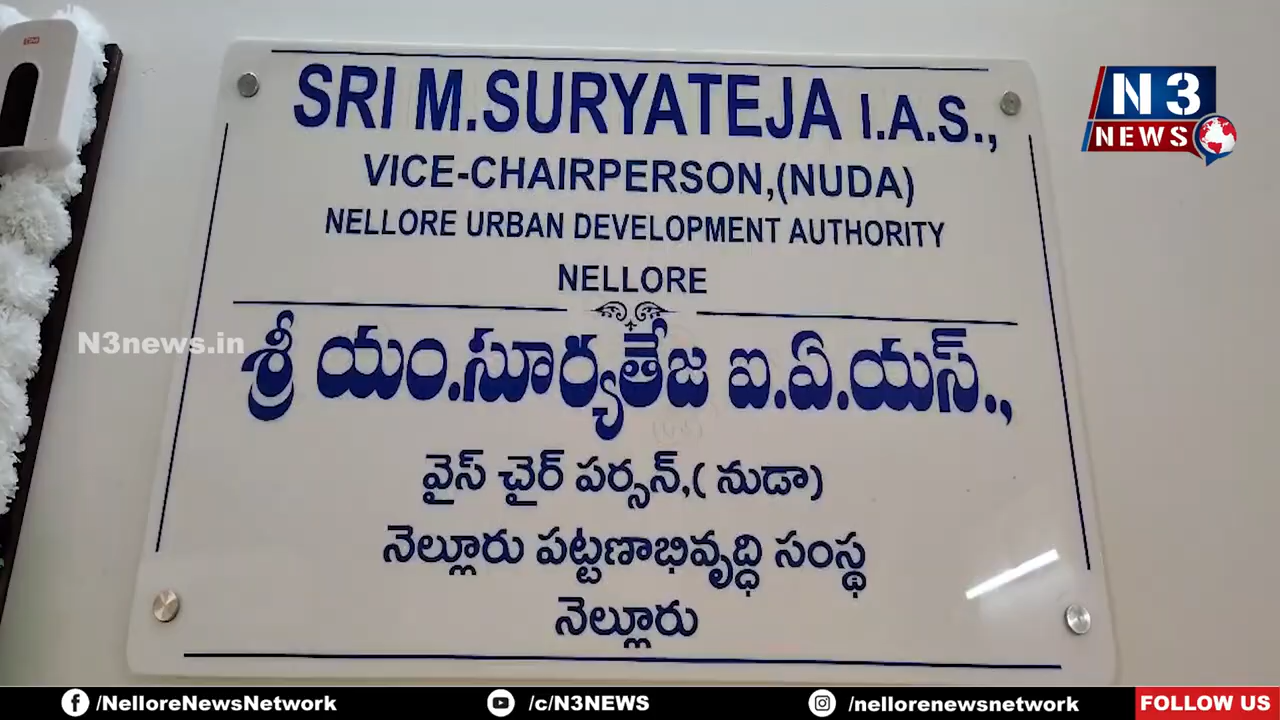 SRI M.SURYATEJA I.A.S.,
VICE-CHAIRPERSON,(NUDA)
NELLORE URBAN DEVELOPMENT AUTHORITY
NELLORE
శ్రీ యం.సూర్యతేజ ఐ.ఏ.యస్.,
వైస్ చైర్ పర్సన్,( నుడా)
నెల్లూరు పట్టణాభివృద్ధి సంస్థ
నెల్లూరు
N3
NEWS
N3news.in
/NelloreNewsNetwork
/c/N3NEWS
/nellorenewsnetwork
FOLLOW US